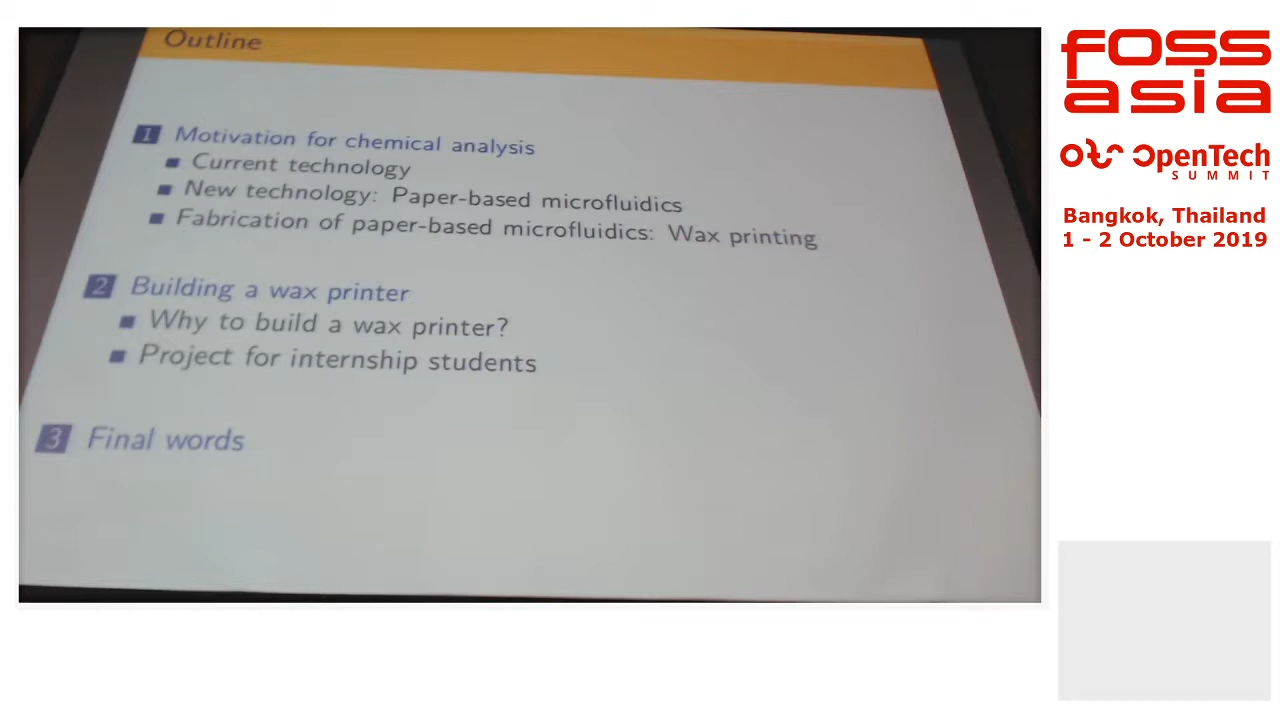 Outline
1 Motivation for chemical analysis
Current technology
New technology: Paper-based microfluidics
Fabrication of paper-based microfluidics: Wax printing
2 Building a wax printer
Why to build a wax printer?
Project for internship students
3 Final words
FOSS
asia
OpenTech
SUMMIT
Bangkok, Thailand
1 - 2 October 2019